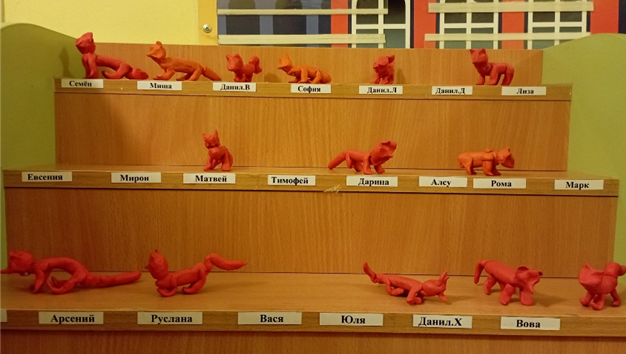 Семён Миша Данил.В София Данил.Л Данил.Д Лиза
Евсения Мирон Матвей Тимофей Дарина Алсу Рома Марк
Арсений Руслана Вася Юля Данил.Х Вова